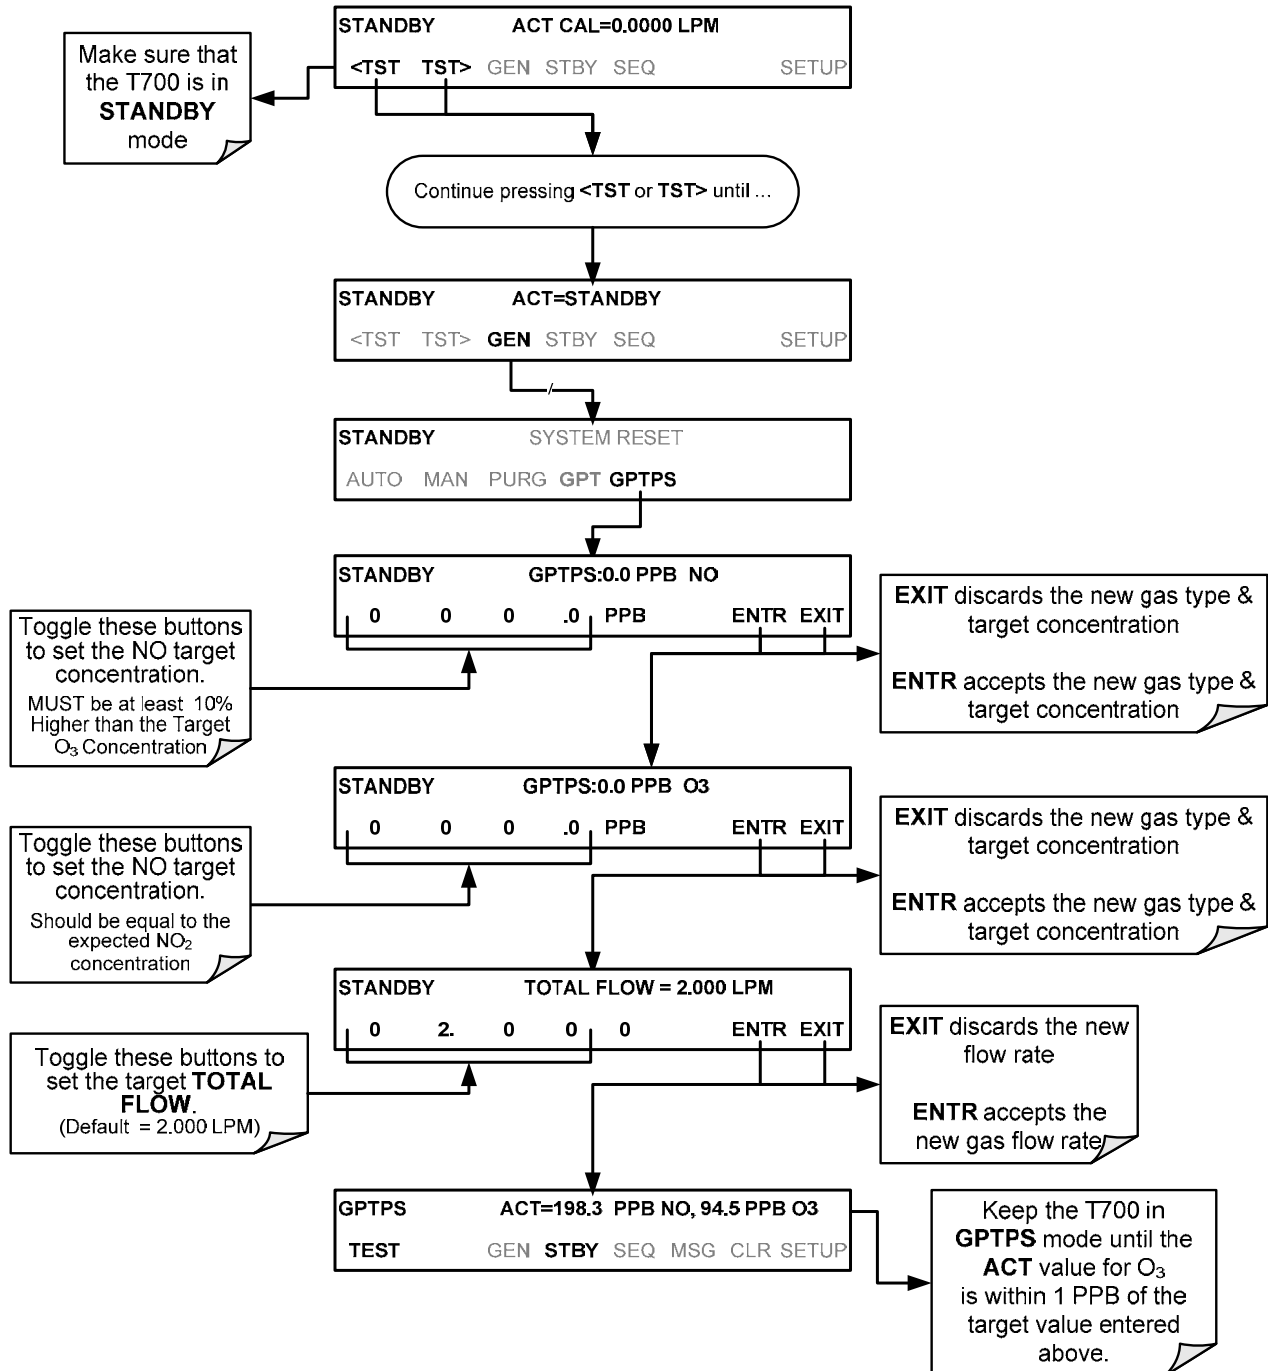 STANDBY ACT CAL=0.0000 LPM
<TST TST> GEN STBY SEQ SETUP
Make sure that
the T700 is in
STANDBY
mode
Continue pressing <TST or TST> until ...
STANDBY ACT=STANDBY
<TST TST> GEN STBY SEQ SETUP
STANDBY SYSTEM RESET
AUTO MAN PURG GPT GPTPS
STANDBY GPTPS:0.0 PPB NO
0 0 0 .0 PPB ENTR EXIT
Toggle these buttons
to set the NO target
concentration.
MUST be at least 10%
Higher than the Target
O₃ Concentration
EXIT discards the new gas type &
target concentration
ENTR accepts the new gas type &
target concentration
STANDBY GPTPS:0.0 PPB O3
0 0 0 .0 PPB ENTR EXIT
Toggle these buttons
to set the NO target
concentration.
Should be equal to the
expected NO₂
concentration
EXIT discards the new gas type &
target concentration
ENTR accepts the new gas type &
target concentration
STANDBY TOTAL FLOW = 2.000 LPM
0 2. 0 0 0 ENTR EXIT
Toggle these buttons to
set the target TOTAL
FLOW.
(Default = 2.000 LPM)
EXIT discards the new
flow rate
ENTR accepts the
new gas flow rate
GPTPS ACT=198.3 PPB NO, 94.5 PPB O3
TEST GEN STBY SEQ MSG CLR SETUP
Keep the T700 in
GPTPS mode until the
ACT value for O₃
is within 1 PPB of the
target value entered
above.